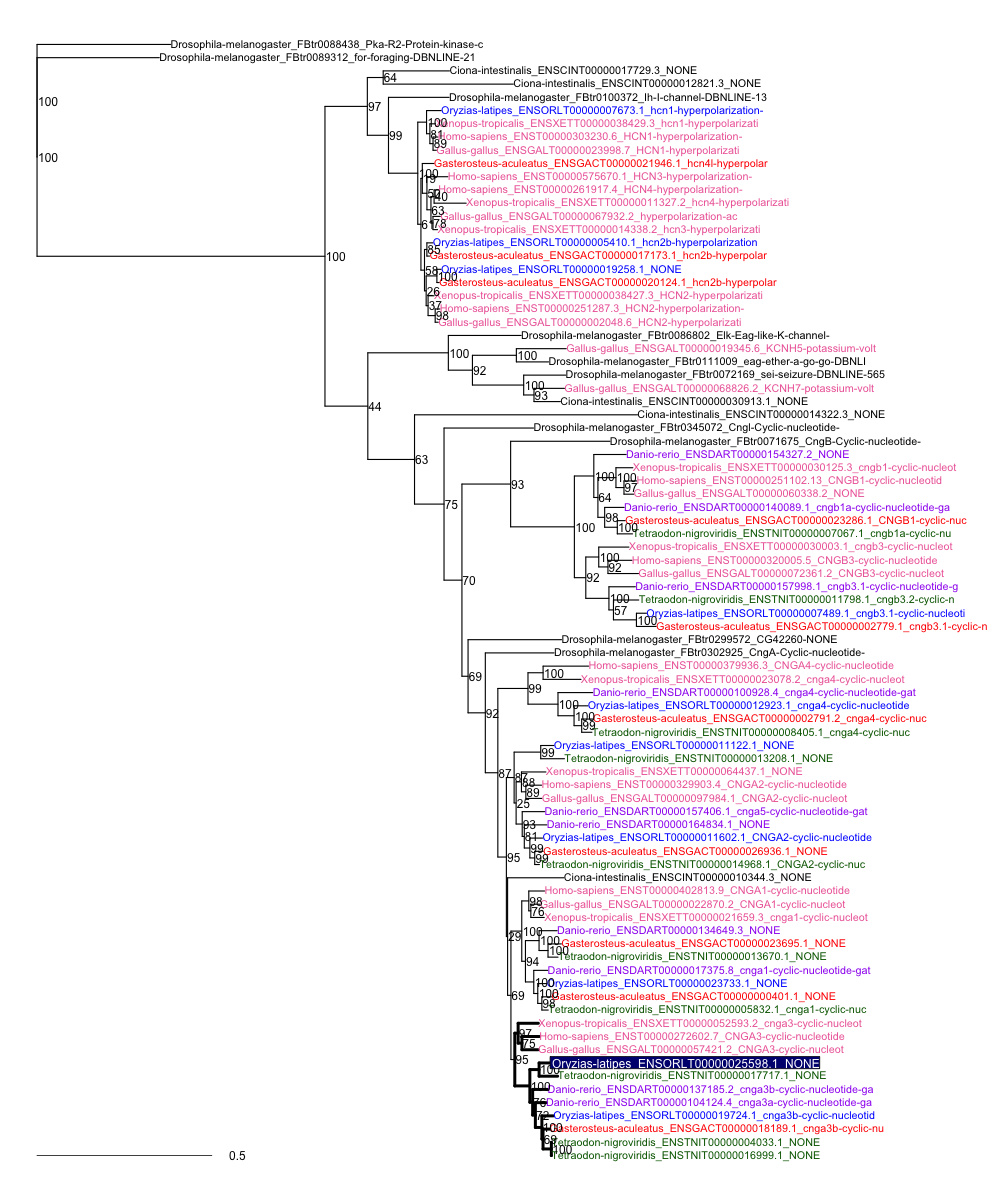 Drosophila-melanogaster_FBtr0088438_Pka-R2-Protein-kinase-c
Drosophila-melanogaster_FBtr0089312_for-foraging-DBNLINE-21
Ciona-intestinalis_ENSCINT00000017729.3_NONE
64
Ciona-intestinalis_ENSCINT00000012821.3_NONE
Drosophila-melanogaster_FBtr0100372_Ih-I-channel-DBNLINE-13
100
97
Oryzias-latipes_ENSORLT00000007673.1_hcn1-hyperpolarization-
100
Xenopus-tropicalis_ENSXETT00000038429.3_hcn1-hyperpolarizati
99
81
Homo-sapiens_ENST00000303230.6_HCN1-hyperpolarization-
89
Gallus-gallus_ENSGALT00000023998.7_HCN1-hyperpolarizati
100
Gasterosteus-aculeatus_ENSGACT00000021946.1_hcn4l-hyperpolar
100
Homo-sapiens_ENST00000575670.1_HCN3-hyperpolarization-
Homo-sapiens_ENST00000261917.4_HCN4-hyperpolarization-
40
Xenopus-tropicalis_ENSXETT00000011327.2_hcn4-hyperpolarizati
63
Gallus-gallus_ENSGALT00000067932.2_hyperpolarization-ac
61
78
Xenopus-tropicalis_ENSXETT00000014338.2_hcn3-hyperpolarizati
Oryzias-latipes_ENSORLT00000005410.1_hcn2b-hyperpolarization
85
Gasterosteus-aculeatus_ENSGACT00000017173.1_hcn2b-hyperpolar
100
58
Oryzias-latipes_ENSORLT00000019258.1_NONE
100
Gasterosteus-aculeatus_ENSGACT00000020124.1_hcn2b-hyperpolar
26
Xenopus-tropicalis_ENSXETT00000038427.3_HCN2-hyperpolarizati
37
Homo-sapiens_ENST00000251287.3_HCN2-hyperpolarization-
98
Gallus-gallus_ENSGALT00000002048.6_HCN2-hyperpolarizati
Drosophila-melanogaster_FBtr0086802_Elk-Eag-like-K-channel-
Gallus-gallus_ENSGALT00000019345.6_KCNH5-potassium-volt
100
100
Drosophila-melanogaster_FBtr0111009_eag-ether-a-go-go-DBNLI
92
Drosophila-melanogaster_FBtr0072169_sei-seizure-DBNLINE-565
100
Gallus-gallus_ENSGALT00000068826.2_KCNH7-potassium-volt
93
Ciona-intestinalis_ENSCINT00000030913.1_NONE
44
Ciona-intestinalis_ENSCINT00000014322.3_NONE
Drosophila-melanogaster_FBtr0345072_Cngl-Cyclic-nucleotide-
Drosophila-melanogaster_FBtr0071675_CngB-Cyclic-nucleotide-
Danio-rerio_ENSDART00000154327.2_NONE
63
Xenopus-tropicalis_ENSXETT00000030125.3_cngb1-cyclic-nucleot
100
100
Homo-sapiens_ENST00000251102.13_CNGB1-cyclic-nucleotid
93
97
Gallus-gallus_ENSGALT00000060338.2_NONE
64
75
Danio-rerio_ENSDART00000140089.1_cngb1a-cyclic-nucleotide-ga
98
Gasterosteus-aculeatus_ENSGACT00000023286.1_CNGB1-cyclic-nuc
100
100
Tetraodon-nigroviridis_ENSTNIT00000007067.1_cngb1a-cyclic-nu
Xenopus-tropicalis_ENSXETT00000030003.1_cngb3-cyclic-nucleot
100
Homo-sapiens_ENST00000320005.5_CNGB3-cyclic-nucleotide
92
Gallus-gallus_ENSGALT00000072361.2_CNGB3-cyclic-nucleot
70
92
Danio-rerio_ENSDART00000157998.1_cngb3.1-cyclic-nucleotide-g
100
Tetraodon-nigroviridis_ENSTNIT00000011798.1_cngb3.2-cyclic-n
57
Oryzias-latipes_ENSORLT00000007489.1_cngb3.1-cyclic-nucleoti
100
Gasterosteus-aculeatus_ENSGACT00000002779.1_cngb3.1-cyclic-n
Drosophila-melanogaster_FBtr0299572_CG42260-NONE
Drosophila-melanogaster_FBtr0302925_CngA-Cyclic-nucleotide-
Homo-sapiens_ENST00000379936.3_CNGA4-cyclic-nucleotide
69
100
Xenopus-tropicalis_ENSXETT00000023078.2_cnga4-cyclic-nucleot
99
Danio-rerio_ENSDART00000100928.4_cnga4-cyclic-nucleotide-gat
100
Oryzias-latipes_ENSORLT00000012923.1_cnga4-cyclic-nucleotide
92
100
Gasterosteus-aculeatus_ENSGACT00000002791.2_cnga4-cyclic-nuc
99
Tetraodon-nigroviridis_ENSTNIT00000008405.1_cnga4-cyclic-nuc
Oryzias-latipes_ENSORLT00000011122.1_NONE
99
Tetraodon-nigroviridis_ENSTNIT00000013208.1_NONE
87
87
Xenopus-tropicalis_ENSXETT00000064437.1_NONE
88
Homo-sapiens_ENST00000329903.4_CNGA2-cyclic-nucleotide
89
Gallus-gallus_ENSGALT00000097984.1_CNGA2-cyclic-nucleot
25
Danio-rerio_ENSDART00000157406.1_cnga5-cyclic-nucleotide-gat
93
Danio-rerio_ENSDART00000164834.1_NONE
81
Oryzias-latipes_ENSORLT00000011602.1_CNGA2-cyclic-nucleotide
99
Gasterosteus-aculeatus_ENSGACT00000026936.1_NONE
95
99
Tetraodon-nigroviridis_ENSTNIT00000014968.1_CNGA2-cyclic-nuc
Ciona-intestinalis_ENSCINT00000010344.3_NONE
Homo-sapiens_ENST00000402813.9_CNGA1-cyclic-nucleotide
98
Gallus-gallus_ENSGALT00000022870.2_CNGA1-cyclic-nucleot
76
Xenopus-tropicalis_ENSXETT00000021659.3_cnga1-cyclic-nucleot
29
100
Danio-rerio_ENSDART00000134649.3_NONE
100
Gasterosteus-aculeatus_ENSGACT00000023695.1_NONE
100
Tetraodon-nigroviridis_ENSTNIT00000013670.1_NONE
94
Danio-rerio_ENSDART00000017375.8_cnga1-cyclic-nucleotide-gat
100
Oryzias-latipes_ENSORLT00000023733.1_NONE
69
100
Gasterosteus-aculeatus_ENSGACT00000000401.1_NONE
98
Tetraodon-nigroviridis_ENSTNIT00000005832.1_cnga1-cyclic-nuc
Xenopus-tropicalis_ENSXETT00000052593.2_cnga3-cyclic-nucleot
97
Homo-sapiens_ENST00000272602.7_CNGA3-cyclic-nucleotide
75
Gallus-gallus_ENSGALT00000057421.2_CNGA3-cyclic-nucleot
95
Oryzias-latipes_ENSORLT00000025598.1_NONE
100
Tetraodon-nigroviridis_ENSTNIT00000017717.1_NONE
100
Danio-rerio_ENSDART00000137185.2_cnga3b-cyclic-nucleotide-ga
76
Danio-rerio_ENSDART00000104124.4_cnga3a-cyclic-nucleotide-ga
72
Oryzias-latipes_ENSORLT00000019724.1_cnga3b-cyclic-nucleotid
100
Gasterosteus-aculeatus_ENSGACT00000018189.1_cnga3b-cyclic-nu
69
Tetraodon-nigroviridis_ENSTNIT00000004033.1_NONE
100
Tetraodon-nigroviridis_ENSTNIT00000016999.1_NONE
0.5